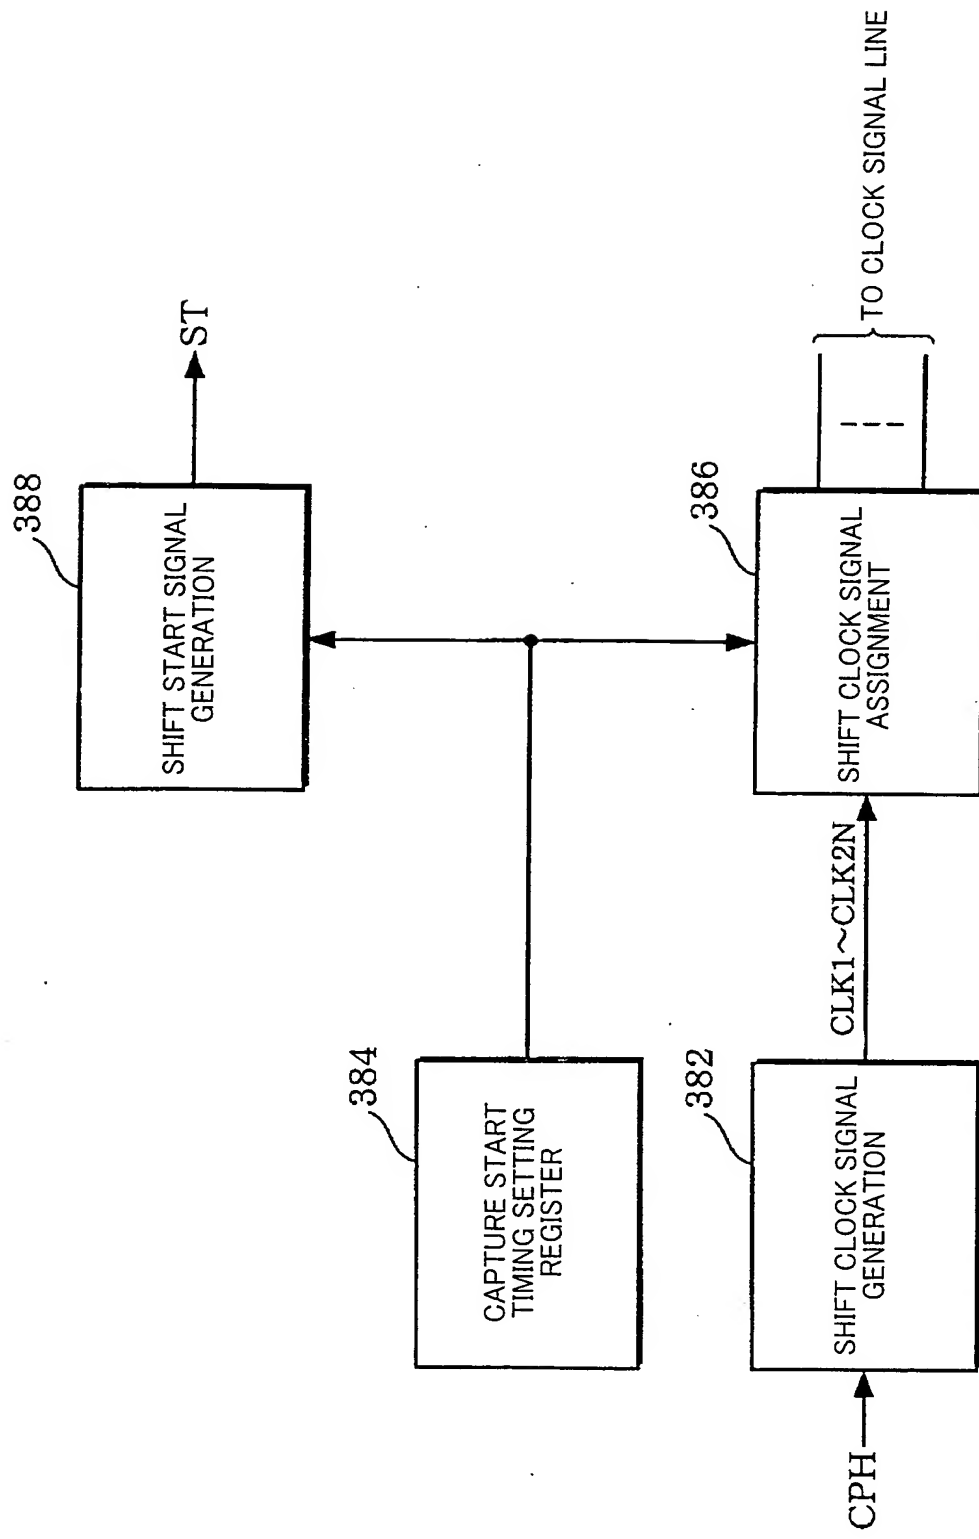 388
SHIFT START SIGNAL
GENERATION
ST
384
CAPTURE START
TIMING SETTING
REGISTER
386
SHIFT CLOCK SIGNAL
ASSIGNMENT
TO CLOCK SIGNAL LINE
382
SHIFT CLOCK SIGNAL
GENERATION
CLK1~CLK2N
CPH